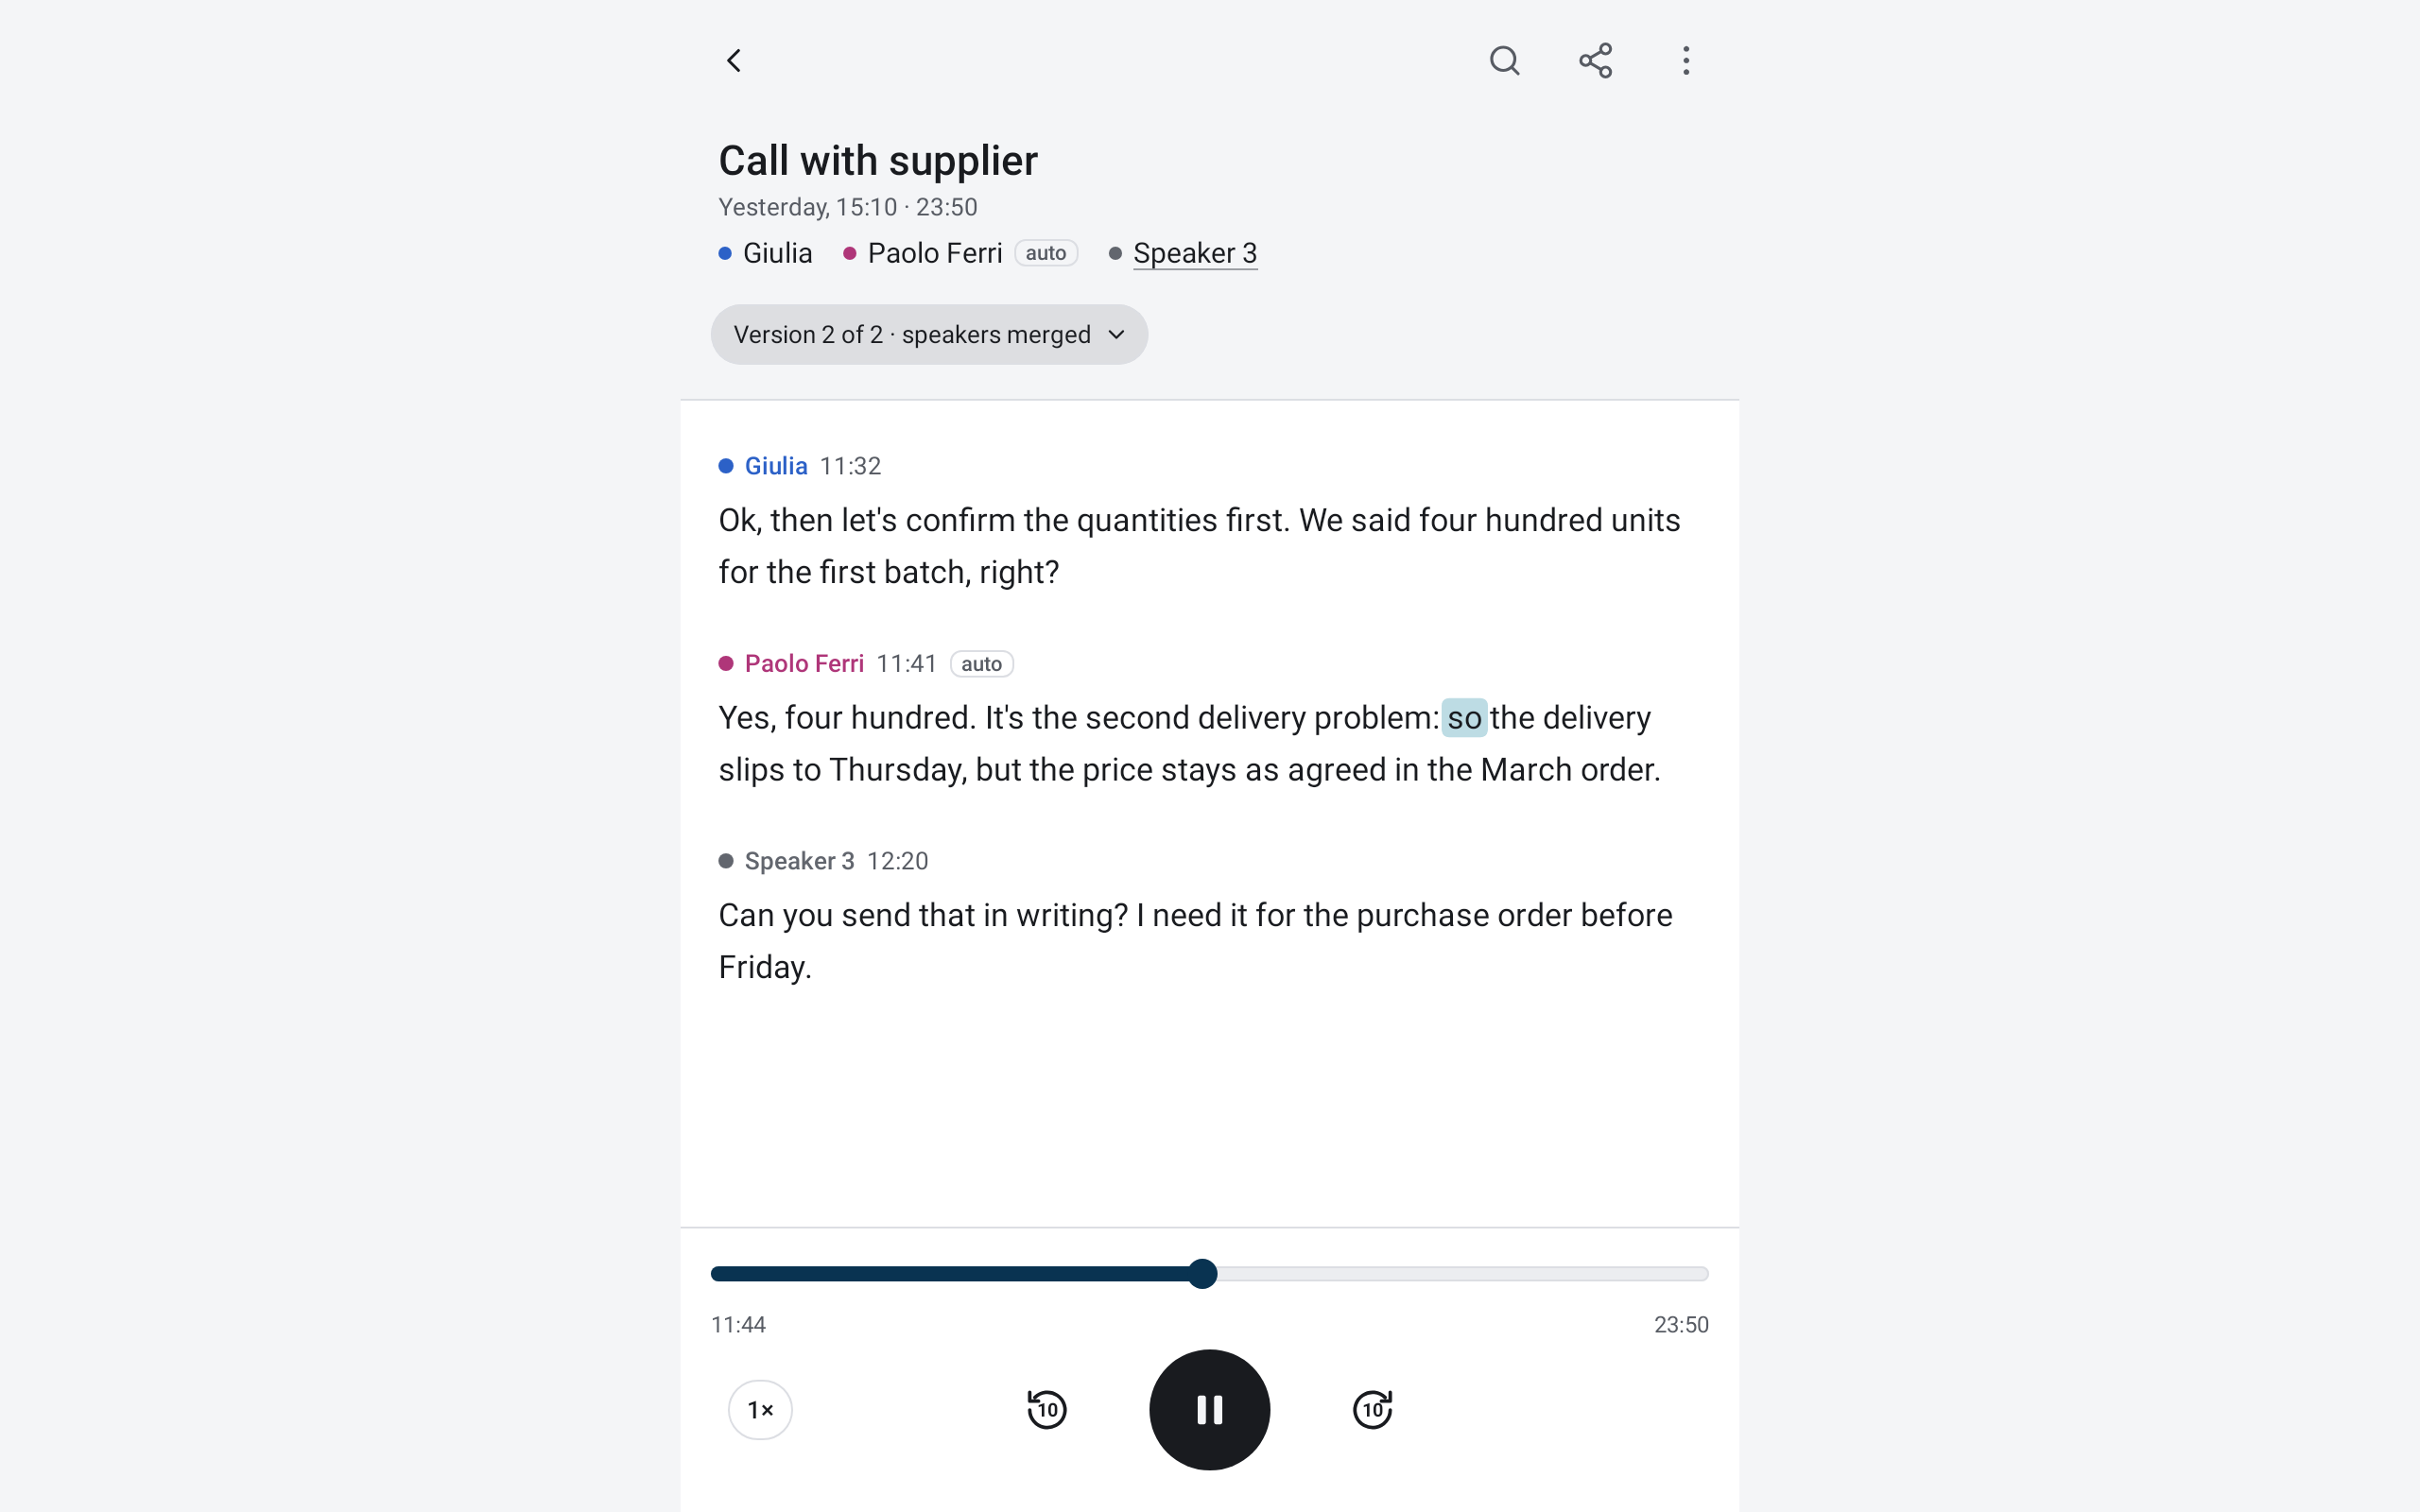 Call with supplier
Yesterday, 15:10 · 23:50
Giulia Paolo Ferri auto Speaker 3
Version 2 of 2 · speakers merged
Giulia 11:32
Ok, then let's confirm the quantities first. We said four hundred units
for the first batch, right?
Paolo Ferri 11:41 auto
Yes, four hundred. It's the second delivery problem: so the delivery
slips to Thursday, but the price stays as agreed in the March order.
Speaker 3 12:20
Can you send that in writing? I need it for the purchase order before
Friday.
11:44 23:50
1× 10 10